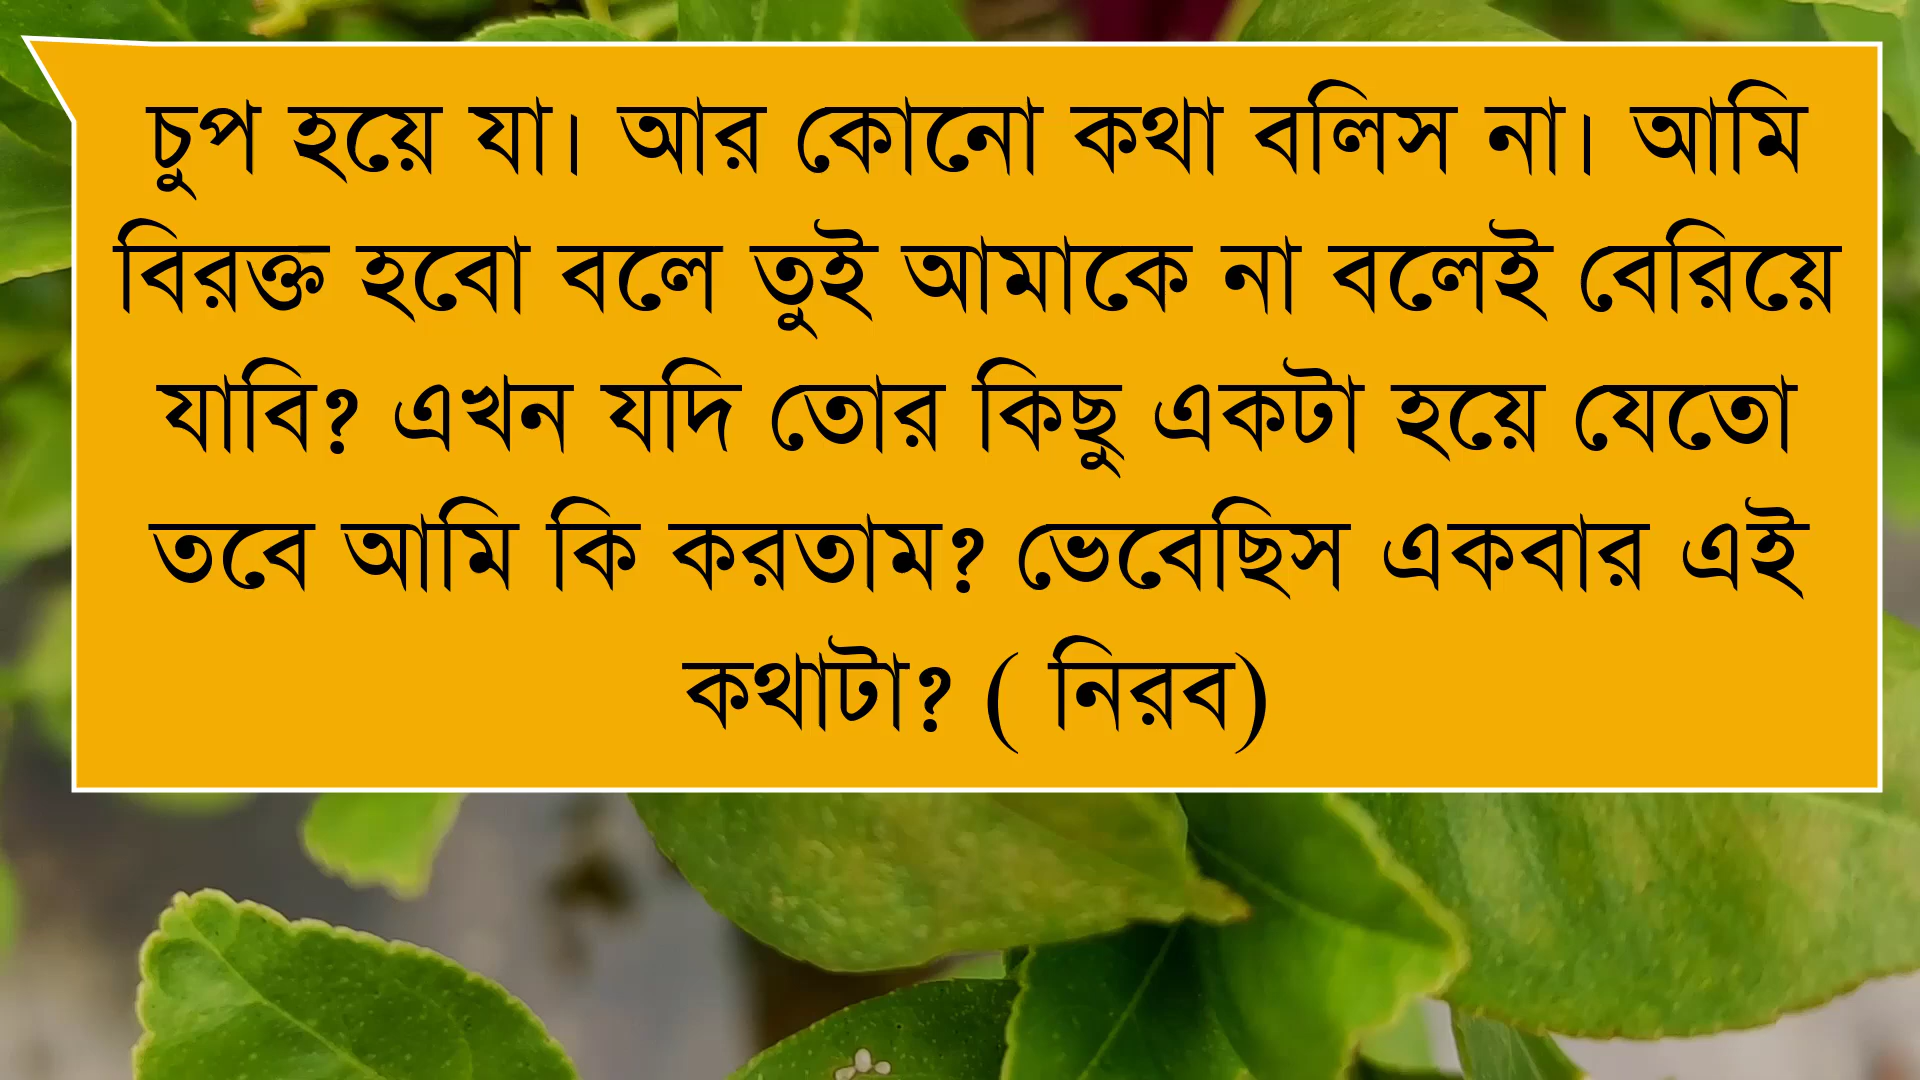 চুপ হয়ে যা। আর কোনো কথা বলিস না। আমি
বিরক্ত হবো বলে তুই আমাকে না বলেই বেরিয়ে
যাবি? এখন যদি তোর কিছু একটা হয়ে যেতো
তবে আমি কি করতাম? ভেবেছিস একবার এই
কথাটা? ( নিরব)